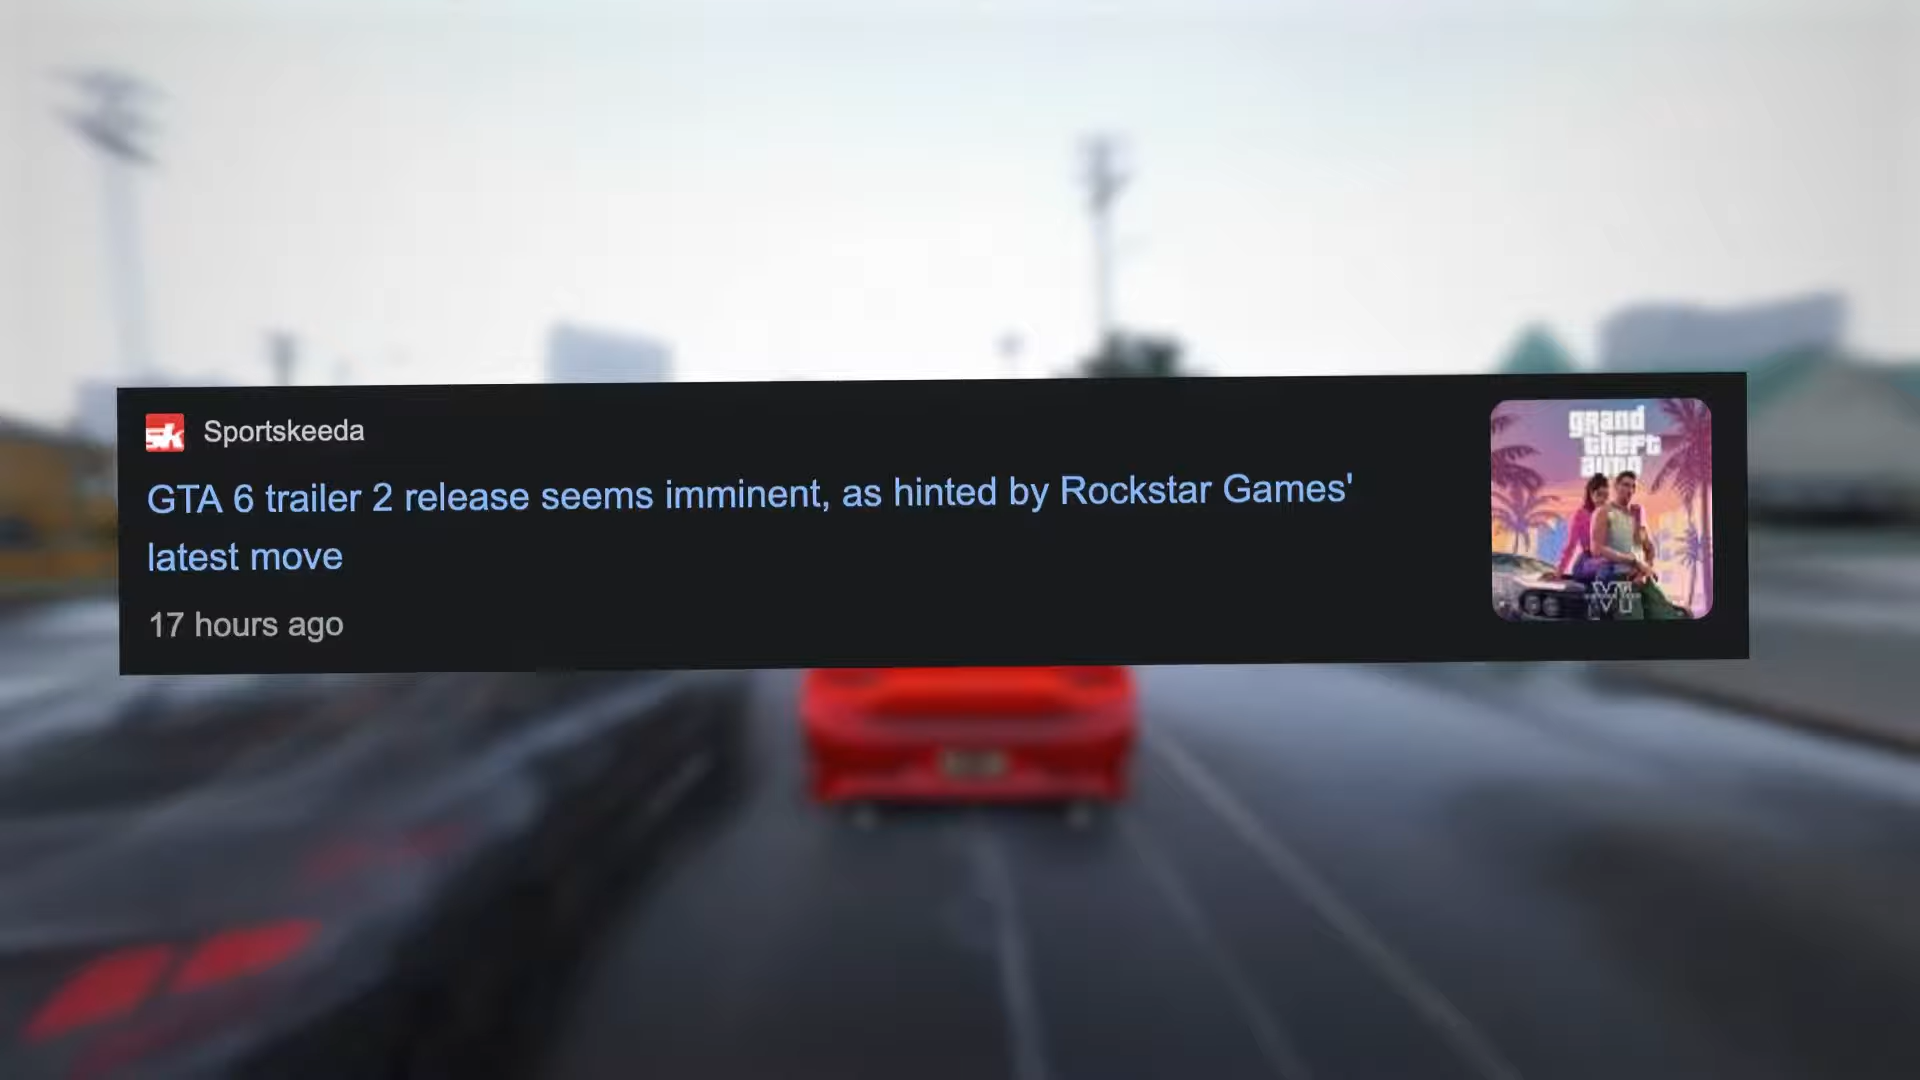 sk Sportskeeda
GTA 6 trailer 2 release seems imminent, as hinted by Rockstar Games'
latest move
17 hours ago
grand
theft
auto
VI